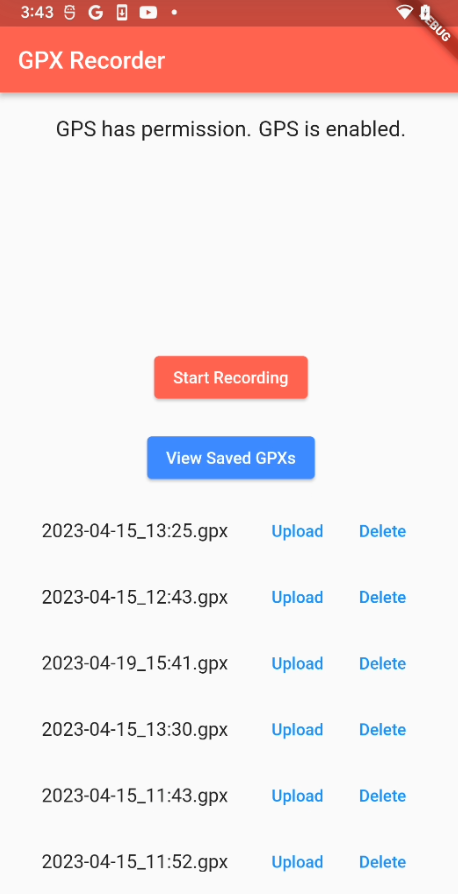 3:43
DEBUG
GPX Recorder
GPS has permission. GPS is enabled.
Start Recording
View Saved GPXs
2023-04-15_13:25.gpx Upload Delete
2023-04-15_12:43.gpx Upload Delete
2023-04-19_15:41.gpx Upload Delete
2023-04-15_13:30.gpx Upload Delete
2023-04-15_11:43.gpx Upload Delete
2023-04-15_11:52.gpx Upload Delete